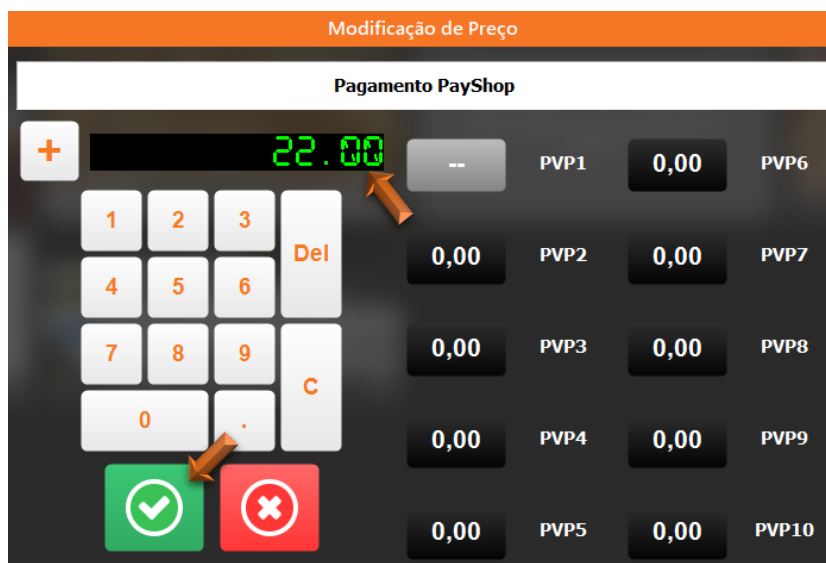 Modificação de Preço
Pagamento PayShop
+ 22.00 -- PVP1 0,00 PVP6
1 2 3 Del
0,00 PVP2 0,00 PVP7
4 5 6
7 8 9 C
0,00 PVP3 0,00 PVP8
0 .
0,00 PVP4 0,00 PVP9
0,00 PVP5 0,00 PVP10